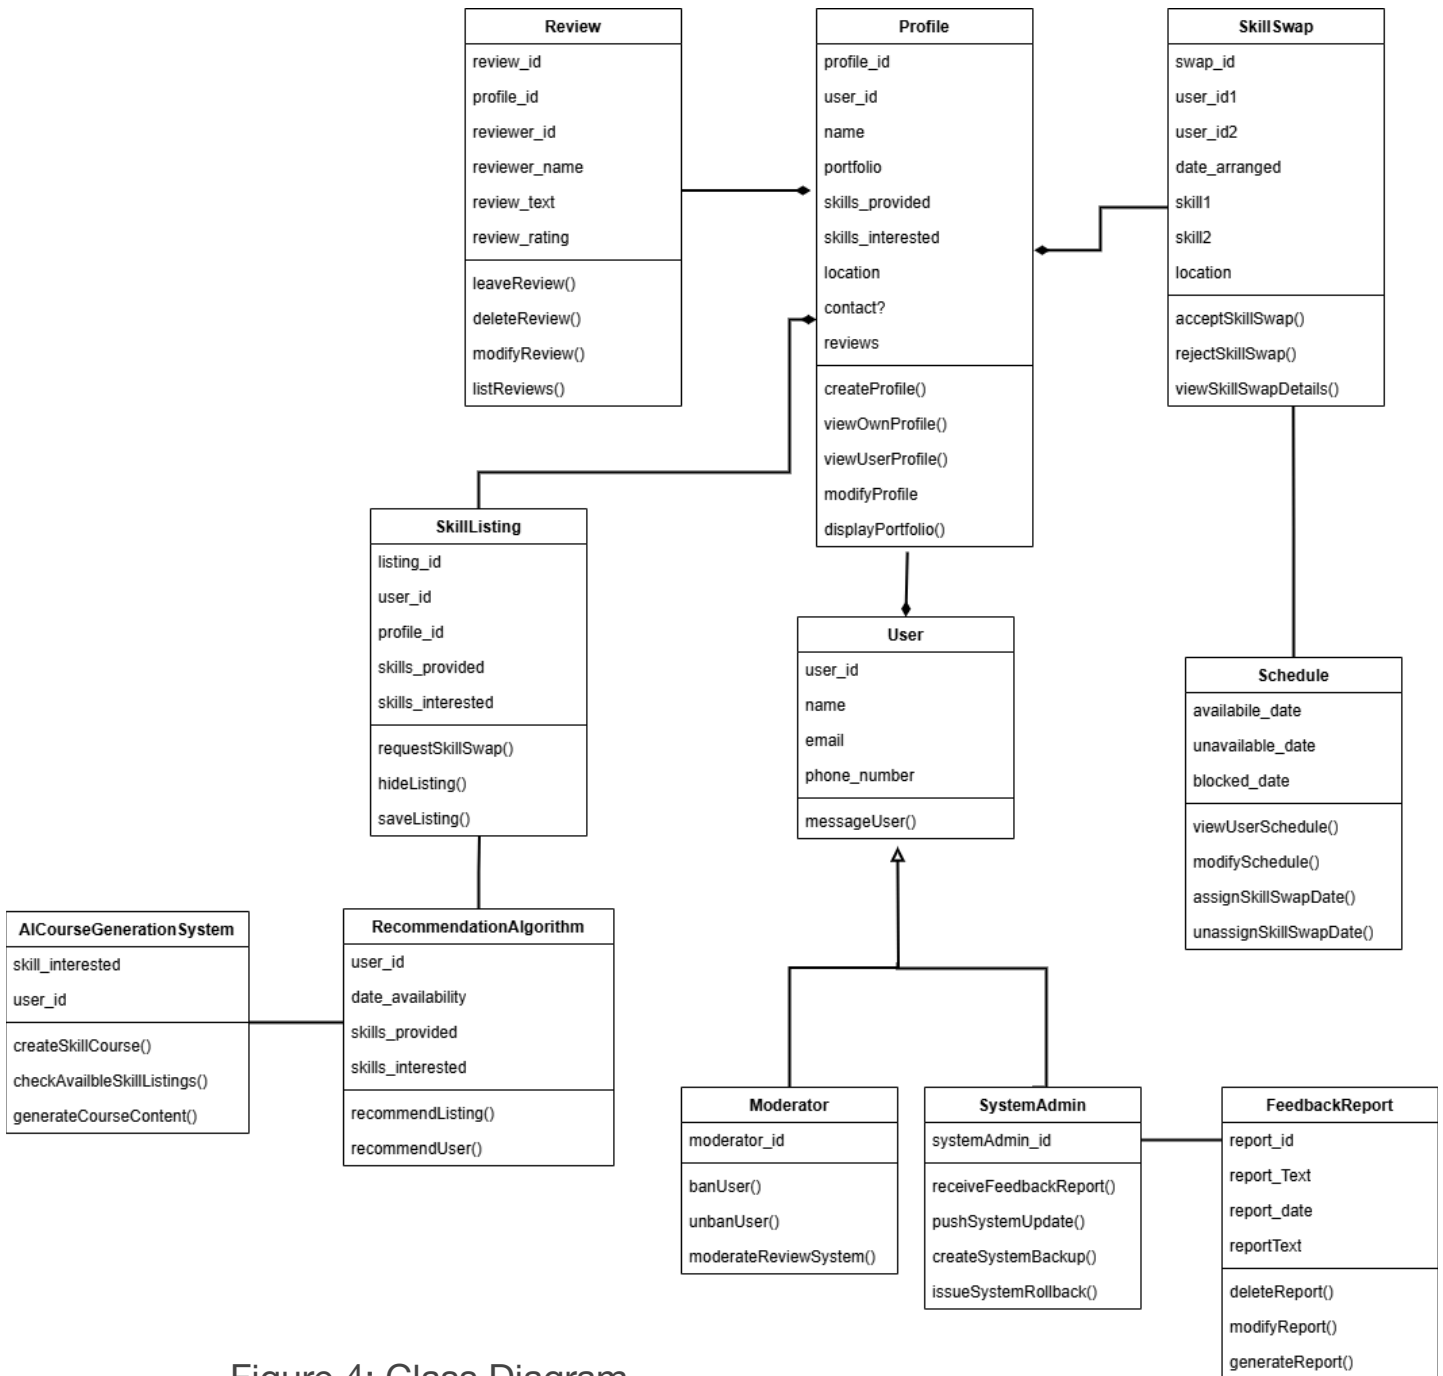 Review
review_id
profile_id
reviewer_id
reviewer_name
review_text
review_rating
leaveReview()
deleteReview()
modifyReview()
listReviews()
Profile
profile_id
user_id
name
portfolio
skills_provided
skills_interested
location
contact?
reviews
createProfile()
viewOwnProfile()
viewUserProfile()
modifyProfile
displayPortfolio()
SkillSwap
swap_id
user_id1
user_id2
date_arranged
skill1
skill2
location
acceptSkillSwap()
rejectSkillSwap()
viewSkillSwapDetails()
SkillListing
listing_id
user_id
profile_id
skills_provided
skills_interested
requestSkillSwap()
hideListing()
saveListing()
User
user_id
name
email
phone_number
messageUser()
Schedule
availabile_date
unavailable_date
blocked_date
viewUserSchedule()
modifySchedule()
assignSkillSwapDate()
unassignSkillSwapDate()
AICourseGenerationSystem
skill_interested
user_id
createSkillCourse()
checkAvailbleSkillListings()
generateCourseContent()
RecommendationAlgorithm
user_id
date_availability
skills_provided
skills_interested
recommendListing()
recommendUser()
Moderator
moderator_id
banUser()
unbanUser()
moderateReviewSystem()
SystemAdmin
systemAdmin_id
receiveFeedbackReport()
pushSystemUpdate()
createSystemBackup()
issueSystemRollback()
FeedbackReport
report_id
report_Text
report_date
reportText
deleteReport()
modifyReport()
generateReport()
Figure 4: Class Diagram